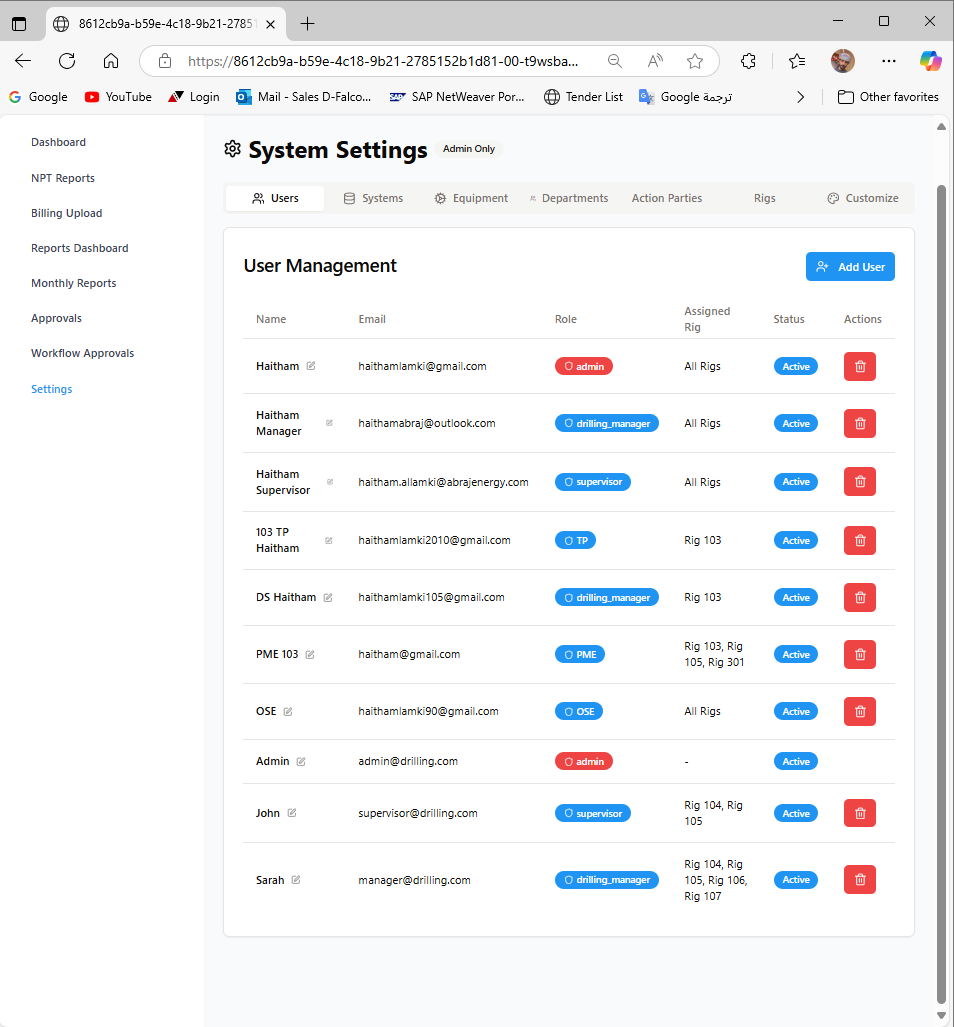 8612cb9a-b59e-4c18-9b21-27851
https://8612cb9a-b59e-4c18-9b21-2785152b1d81-00-t9wsba...
Google YouTube Login Mail - Sales D-Falco... SAP NetWeaver Por... Tender List ترجمة Google Other favorites
Dashboard
NPT Reports
Billing Upload
Reports Dashboard
Monthly Reports
Approvals
Workflow Approvals
Settings
System Settings Admin Only
Users Systems Equipment Departments Action Parties Rigs Customize
User Management
Add User
Name Email Role Assigned Rig Status Actions
Haitham haithamlamki@gmail.com admin All Rigs Active
Haitham Manager haithamabraj@outlook.com drilling_manager All Rigs Active
Haitham Supervisor haitham.allamki@abrajenergy.com supervisor All Rigs Active
103 TP Haitham haithamlamki2010@gmail.com TP Rig 103 Active
DS Haitham haithamlamki105@gmail.com drilling_manager Rig 103 Active
PME 103 haitham@gmail.com PME Rig 103, Rig 105, Rig 301 Active
OSE haithamlamki90@gmail.com OSE All Rigs Active
Admin admin@drilling.com admin - Active
John supervisor@drilling.com supervisor Rig 104, Rig 105 Active
Sarah manager@drilling.com drilling_manager Rig 104, Rig 105, Rig 106, Rig 107 Active